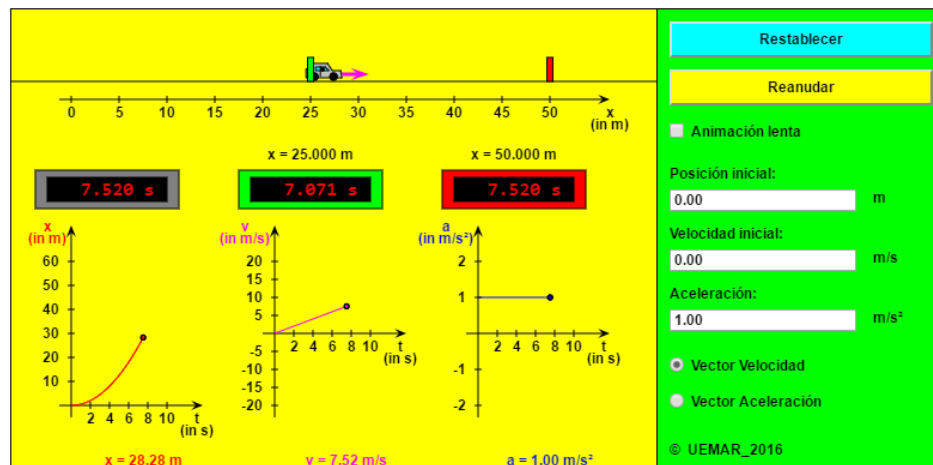 0 5 10 15 20 25 30 35 40 45 50 x
(in m)
x = 25.000 m x = 50.000 m
7.520 s 7.071 s 7.520 s
x
(in m)
60
50
40
30
20
10
2 4 6 8 10 t
(in s)
v
(in m/s)
20
15
10
5
2 4 6 8 10 t
(in s)
-5
-10
-15
-20
a
(in m/s²)
2
1
2 4 6 8 10 t
(in s)
-1
-2
x = 28.28 m v = 7.52 m/s a = 1.00 m/s²
Restablecer
Reanudar
Animación lenta
Posición inicial:
0.00 m
Velocidad inicial:
0.00 m/s
Aceleración:
1.00 m/s²
Vector Velocidad
Vector Aceleración
© UEMAR_2016